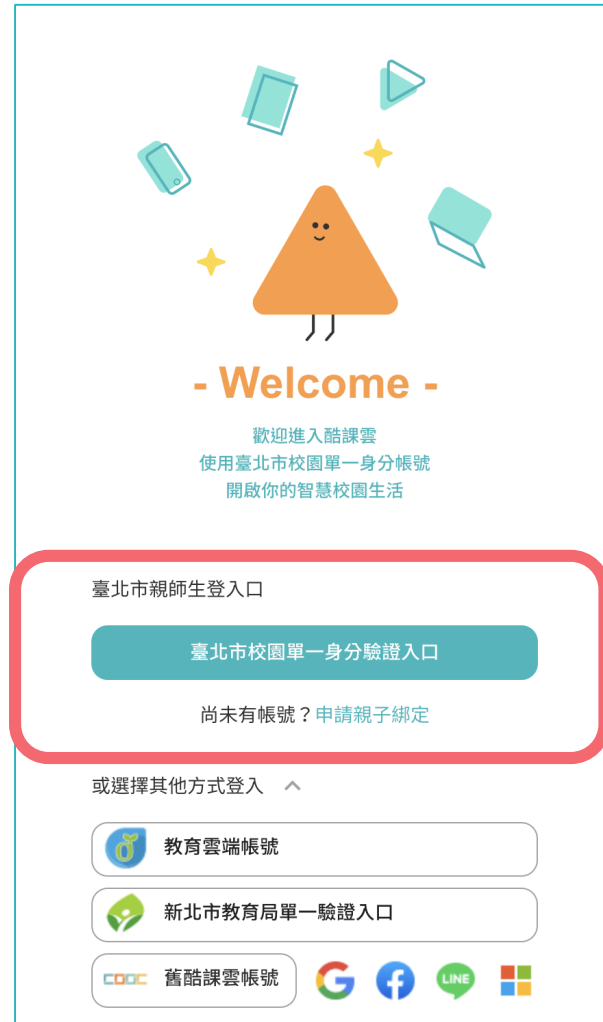 - Welcome -
歡迎進入酷課雲
使用臺北市校園單一身分帳號
開啟你的智慧校園生活
臺北市親師生登入口
臺北市校園單一身分驗證入口
尚未有帳號？申請親子綁定
或選擇其他方式登入
教育雲端帳號
新北市教育局單一驗證入口
COOC 舊酷課雲帳號
LINE